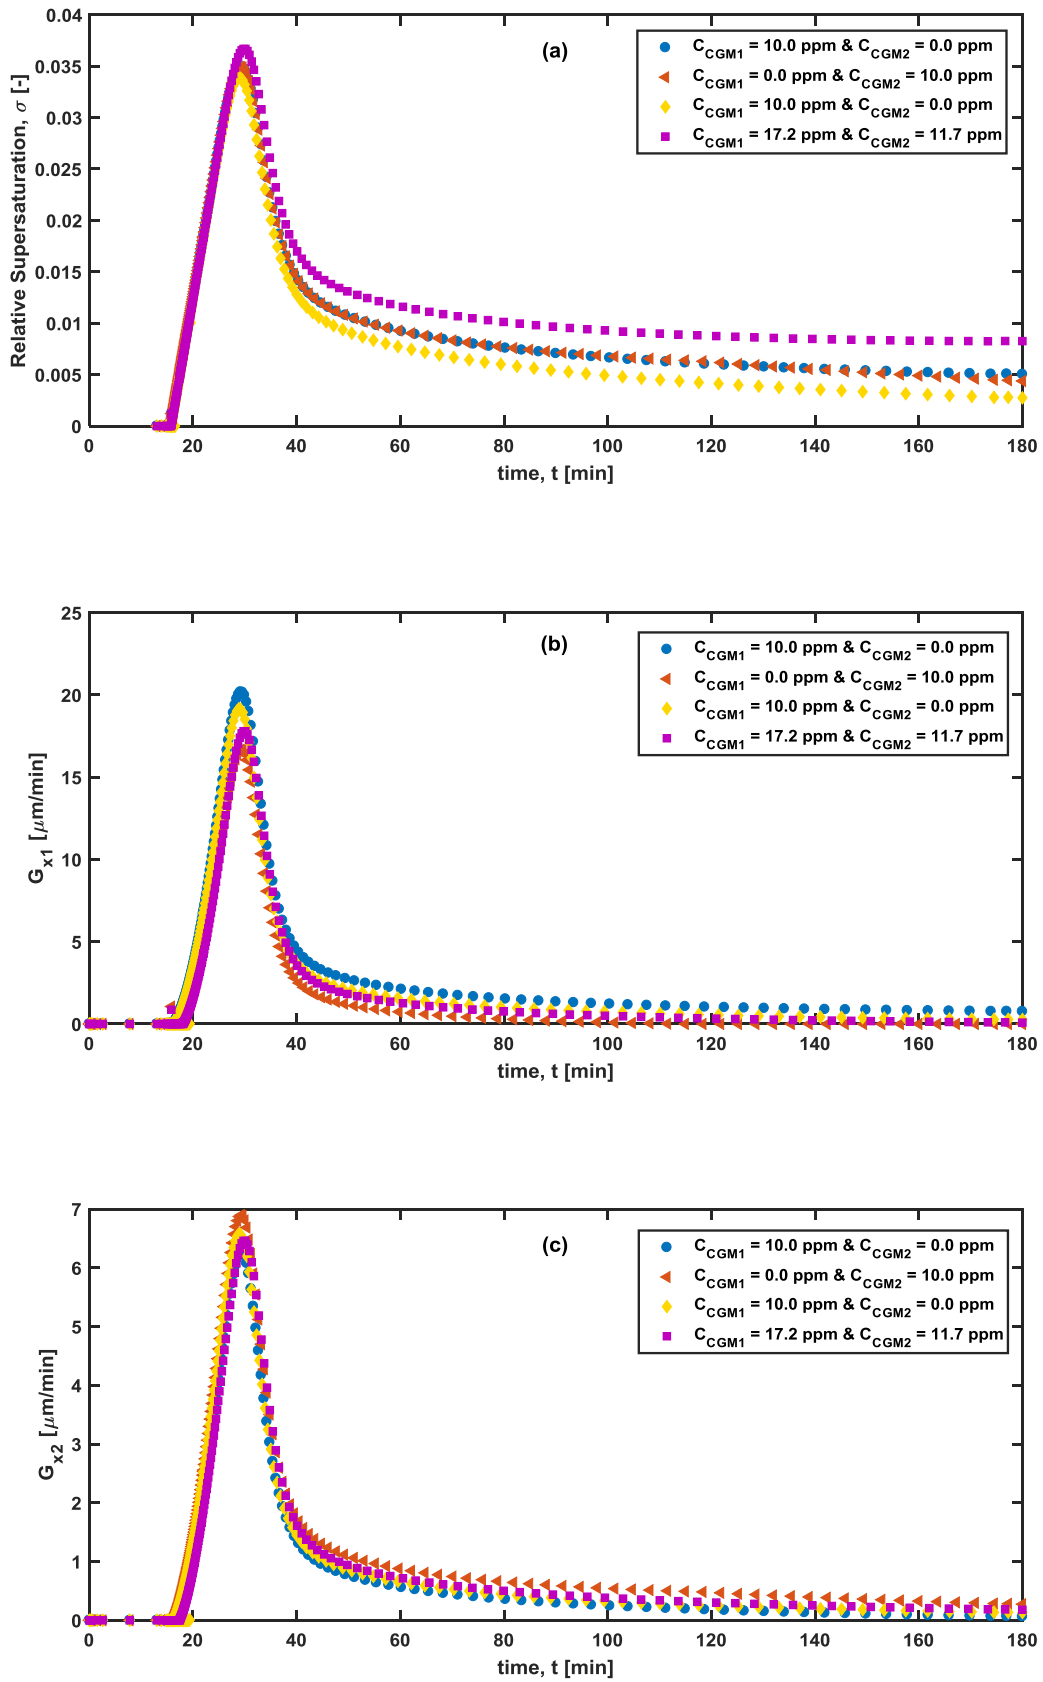 0.04
0.035
0.03
0.025
0.02
0.015
0.01
0.005
0
Relative Supersaturation, σ [-]
(a)
C_CGM1 = 10.0 ppm & C_CGM2 = 0.0 ppm
C_CGM1 = 0.0 ppm & C_CGM2 = 10.0 ppm
C_CGM1 = 10.0 ppm & C_CGM2 = 0.0 ppm
C_CGM1 = 17.2 ppm & C_CGM2 = 11.7 ppm
0 20 40 60 80 100 120 140 160 180
time, t [min]
25
20
15
10
5
0
G_x1 [μm/min]
(b)
C_CGM1 = 10.0 ppm & C_CGM2 = 0.0 ppm
C_CGM1 = 0.0 ppm & C_CGM2 = 10.0 ppm
C_CGM1 = 10.0 ppm & C_CGM2 = 0.0 ppm
C_CGM1 = 17.2 ppm & C_CGM2 = 11.7 ppm
0 20 40 60 80 100 120 140 160 180
time, t [min]
7
6
5
4
3
2
1
0
G_x2 [μm/min]
(c)
C_CGM1 = 10.0 ppm & C_CGM2 = 0.0 ppm
C_CGM1 = 0.0 ppm & C_CGM2 = 10.0 ppm
C_CGM1 = 10.0 ppm & C_CGM2 = 0.0 ppm
C_CGM1 = 17.2 ppm & C_CGM2 = 11.7 ppm
0 20 40 60 80 100 120 140 160 180
time, t [min]